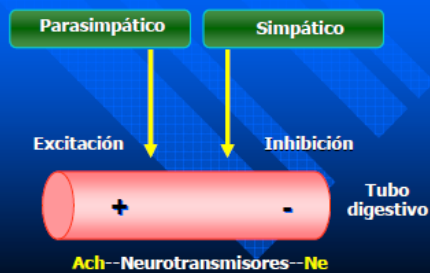 Parasimpático
Simpático
Excitación
Inhibición
+
-
Tubo
digestivo
Ach--Neurotransmisores--Ne